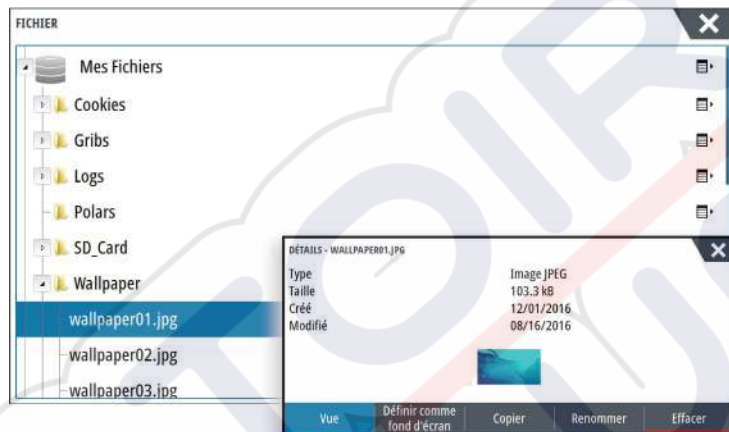 FICHIER
Mes Fichiers
Cookies
Gribs
Logs
Polars
SD_Card
Wallpaper
wallpaper01.jpg
wallpaper02.jpg
wallpaper03.jpg
DÉTAILS - WALLPAPER01.JPG
Type Image JPEG
Taille 103.3 kB
Créé 12/01/2016
Modifié 08/16/2016
Vue
Définir comme
fond d'écran
Copier
Renommer
Effacer